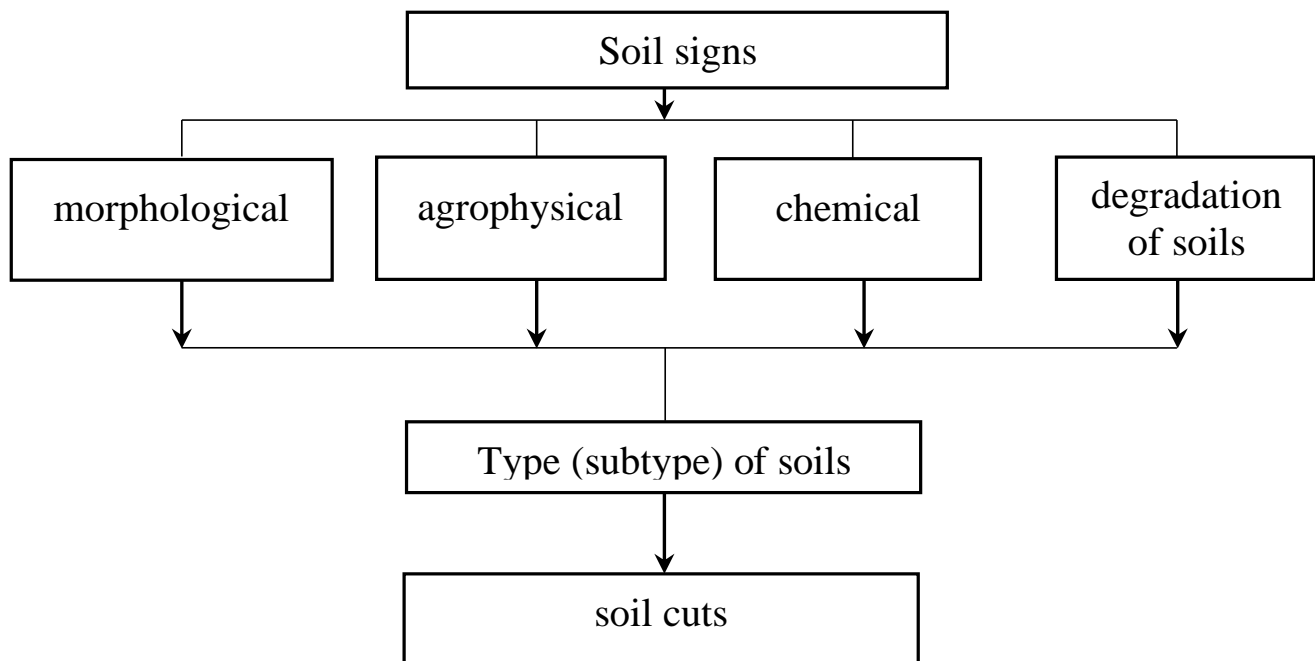 Soil signs
morphological
agrophysical
chemical
degradation
of soils
Type (subtype) of soils
soil cuts